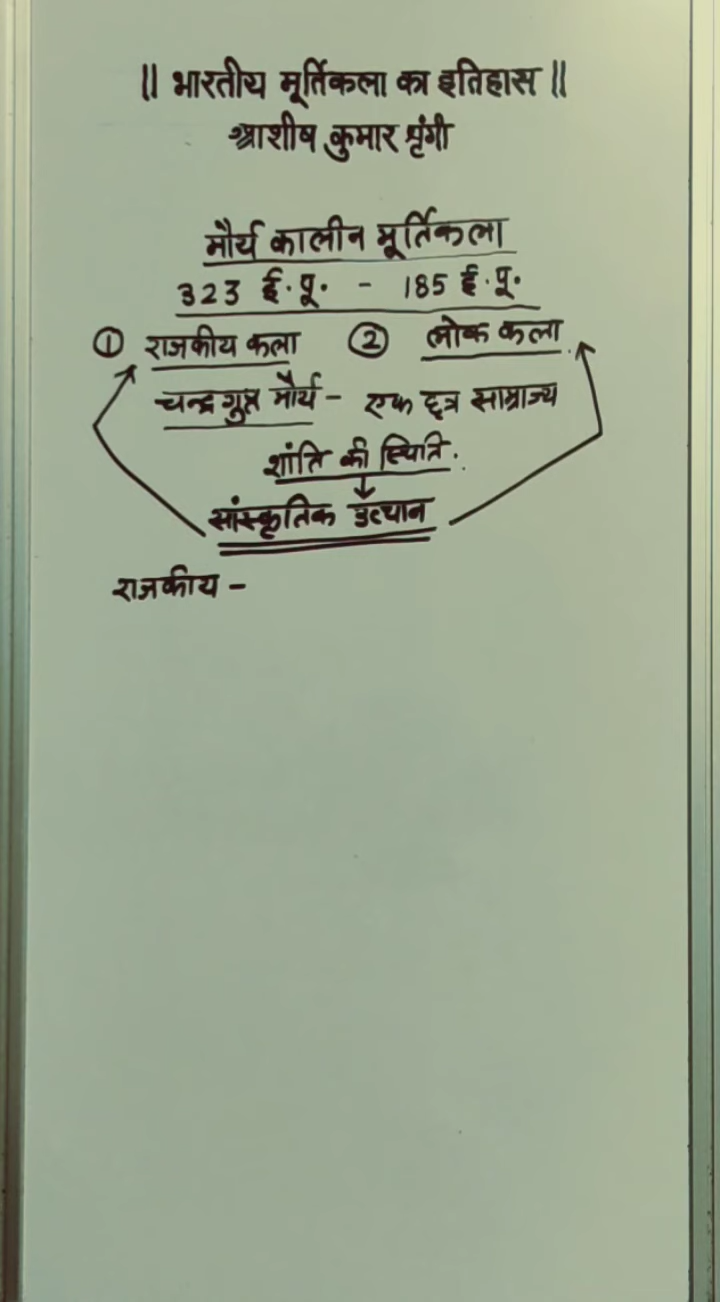 ॥ भारतीय मूर्तिकला का इतिहास ॥
आशीष कुमार श्रृंगी
मौर्य कालीन मूर्तिकला
323 ई.पू. - 185 ई.पू.
① राजकीय कला ② लोक कला
चन्द्रगुप्त मौर्य - एक छत्र साम्राज्य
शांति की स्थिति.
सांस्कृतिक उत्थान
राजकीय -